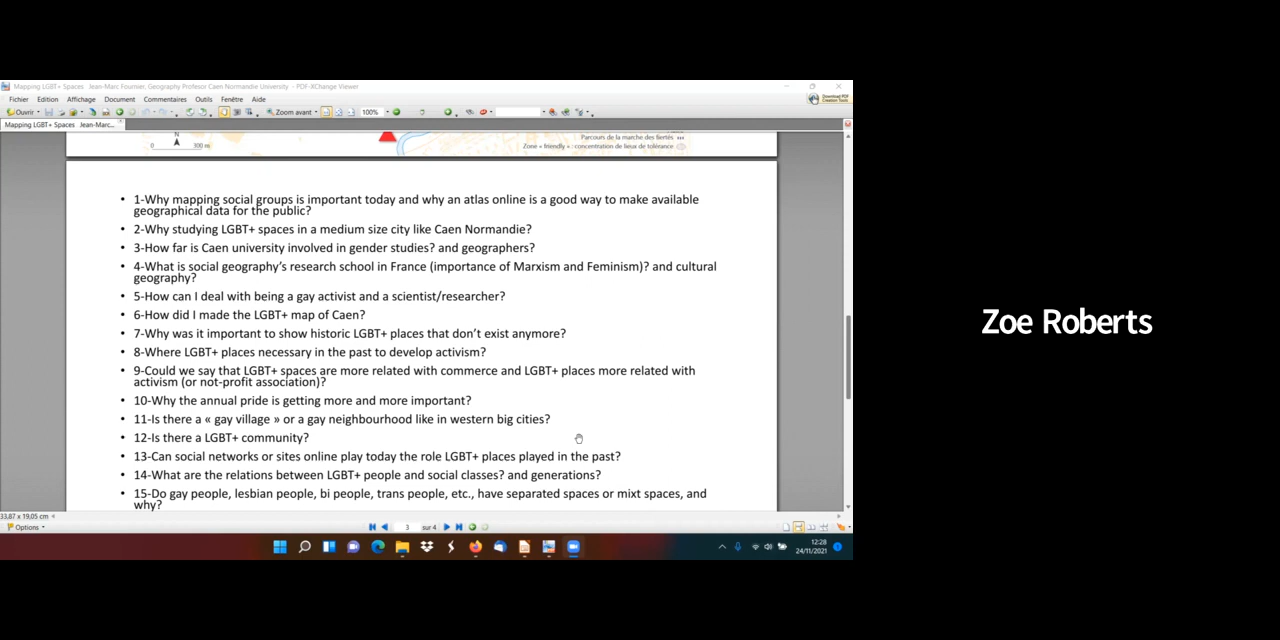 Mapping LGBT+ Spaces Jean-Marc Fournier, Geography Profesor Caen Normandie University - PDF-XChange Viewer
Fichier Edition Affichage Document Commentaires Outils Fenêtre Aide
Download PDF
Creation Tools
Ouvrir Zoom avant 100%
Mapping LGBT+ Spaces Jean-Marc...
N
0 300 m
Parcours de la marche des fiertés
Zone « friendly » : concentration de lieux de tolérance
• 1-Why mapping social groups is important today and why an atlas online is a good way to make available
geographical data for the public?
• 2-Why studying LGBT+ spaces in a medium size city like Caen Normandie?
• 3-How far is Caen university involved in gender studies? and geographers?
• 4-What is social geography's research school in France (importance of Marxism and Feminism)? and cultural
geography?
• 5-How can I deal with being a gay activist and a scientist/researcher?
• 6-How did I made the LGBT+ map of Caen?
• 7-Why was it important to show historic LGBT+ places that don't exist anymore?
• 8-Where LGBT+ places necessary in the past to develop activism?
• 9-Could we say that LGBT+ spaces are more related with commerce and LGBT+ places more related with
activism (or not-profit association)?
• 10-Why the annual pride is getting more and more important?
• 11-Is there a « gay village » or a gay neighbourhood like in western big cities?
• 12-Is there a LGBT+ community?
• 13-Can social networks or sites online play today the role LGBT+ places played in the past?
• 14-What are the relations between LGBT+ people and social classes? and generations?
• 15-Do gay people, lesbian people, bi people, trans people, etc., have separated spaces or mixt spaces, and
why?
33,87 x 19,05 cm
Options 3 sur 4
12:28
24/11/2021
Zoe Roberts